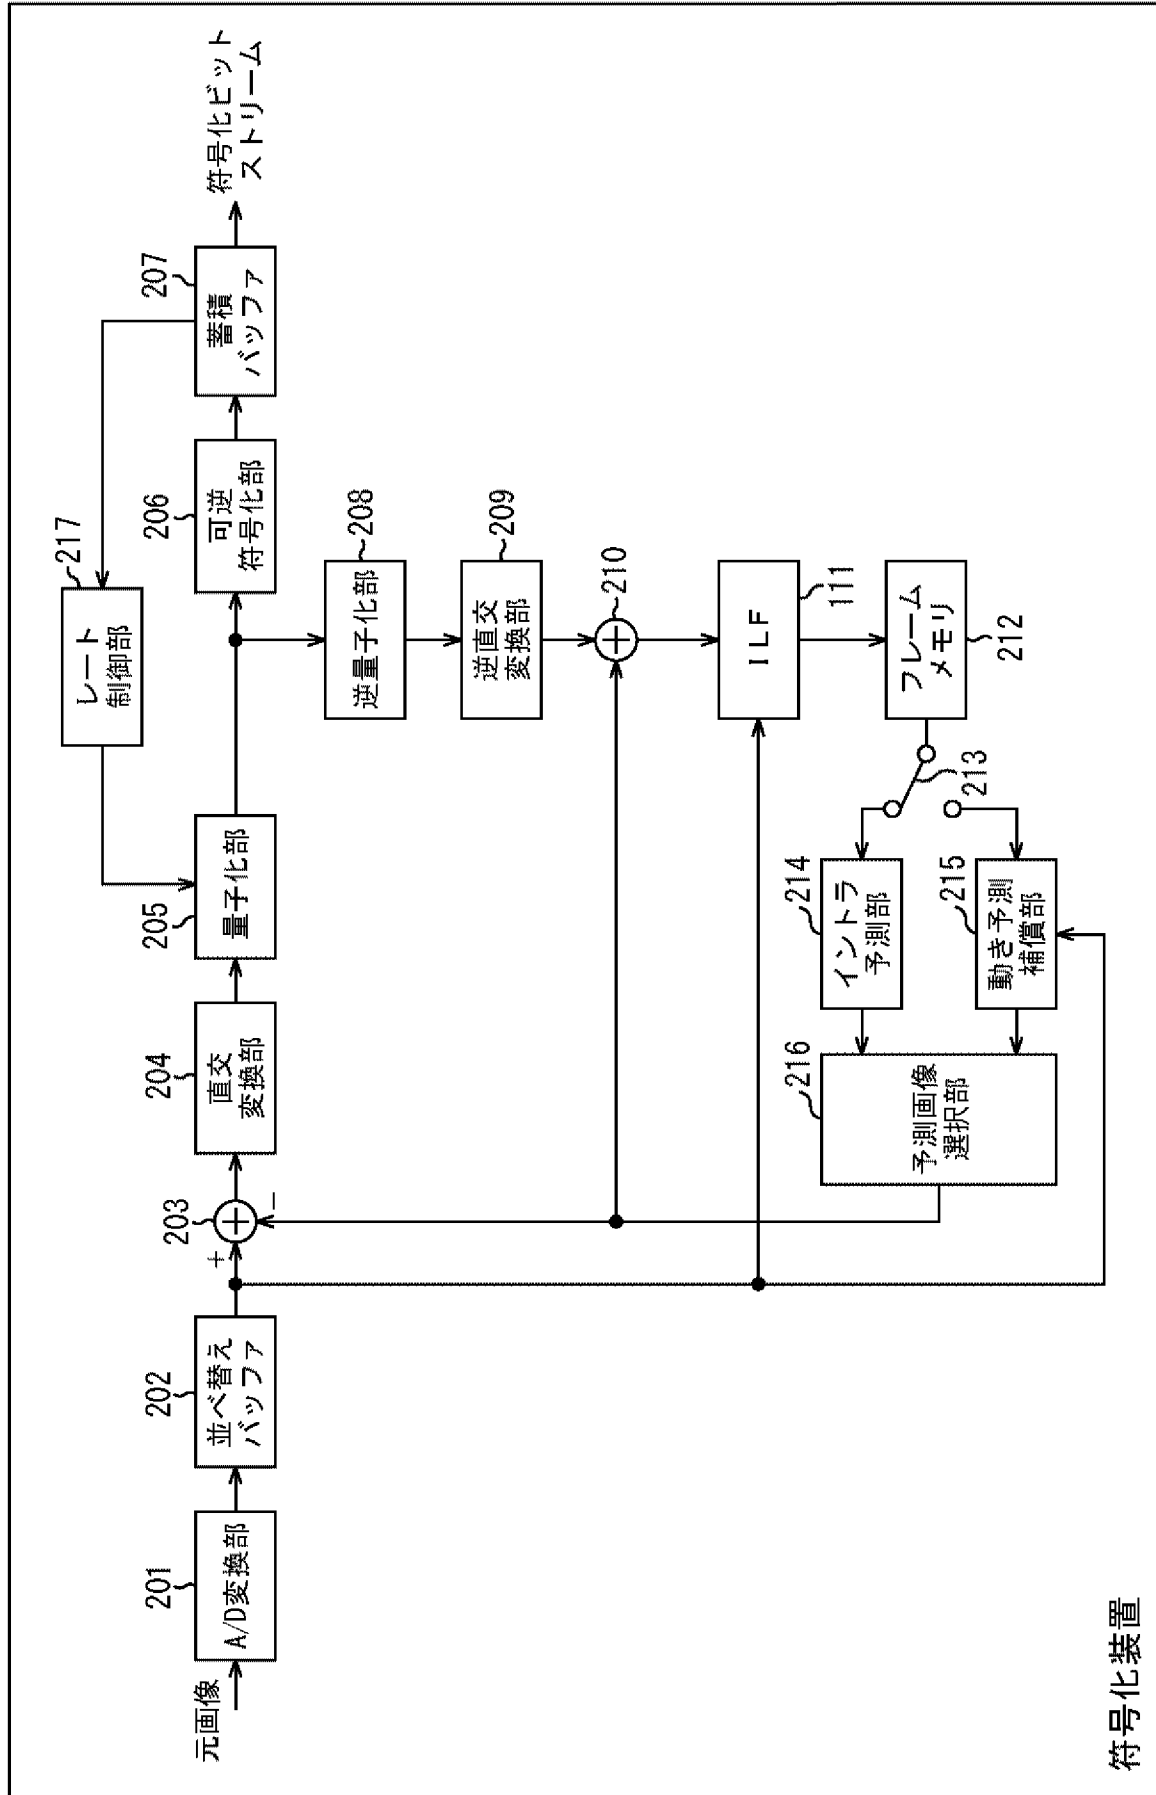 元画像
201
A/D変換部
202
並べ替え
バッファ
203
+
−
204
直交
変換部
205
量子化部
217
レート
制御部
206
可逆
符号化部
207
蓄積
バッファ
符号化ビット
ストリーム
208
逆量子化部
209
逆直交
変換部
210
ILF
111
フレーム
メモリ
212
213
214
イントラ
予測部
215
動き予測
補償部
216
予測画像
選択部
符号化装置